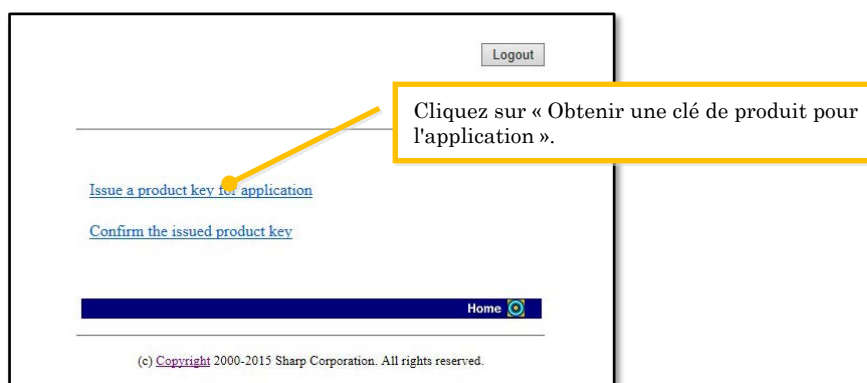 Logout
Cliquez sur « Obtenir une clé de produit pour
l'application ».
Issue a product key for application
Confirm the issued product key
Home
(c) Copyright 2000-2015 Sharp Corporation. All rights reserved.